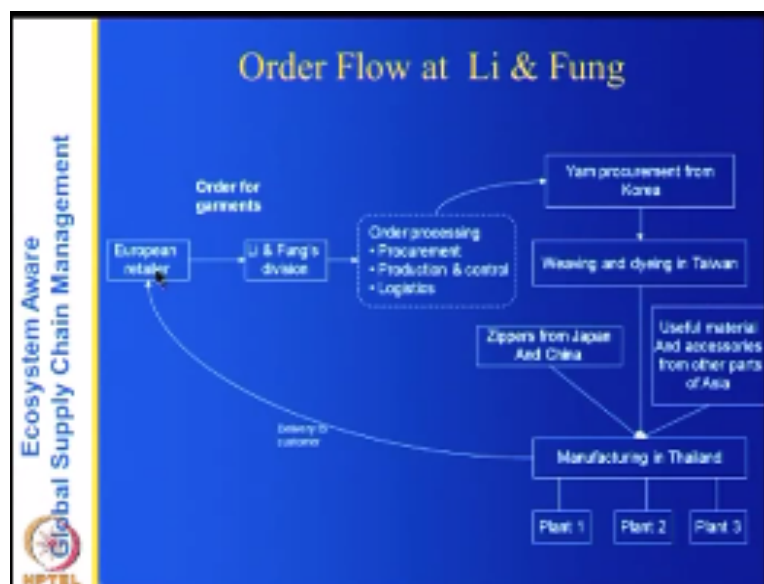 Order Flow at Li & Fung
Ecosystem Aware
Global Supply Chain Management
Order for
garments
European
retailer
Li & Fung's
division
Order processing
• Procurement
• Production & control
• Logistics
Yarn procurement from
Korea
Weaving and dyeing in Taiwan
Zippers from Japan
And China
Useful material
And accessories
from other parts
of Asia
Delivery to
customer
Manufacturing in Thailand
Plant 1
Plant 2
Plant 3
NPTEL